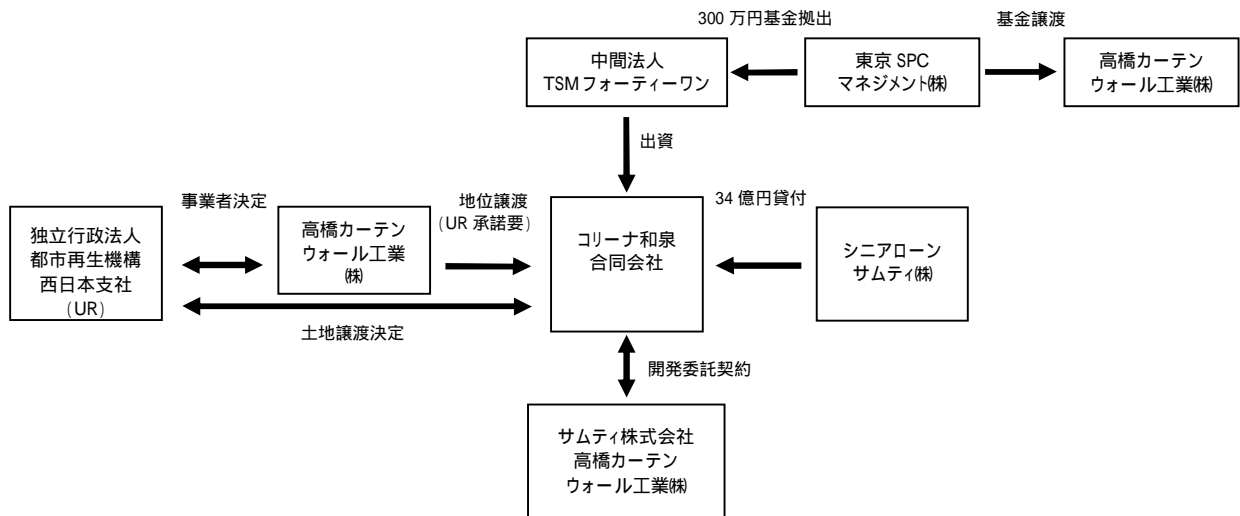 300 万円基金拠出
基金譲渡
中間法人
TSMフォーティーワン
東京 SPC
マネジメント㈱
高橋カーテン
ウォール工業㈱
出資
事業者決定
地位譲渡
(UR 承諾要)
34 億円貸付
独立行政法人
都市再生機構
西日本支社
(UR)
高橋カーテン
ウォール工業
㈱
コリーナ和泉
合同会社
シニアローン
サムティ㈱
土地譲渡決定
開発委託契約
サムティ株式会社
高橋カーテン
ウォール工業㈱